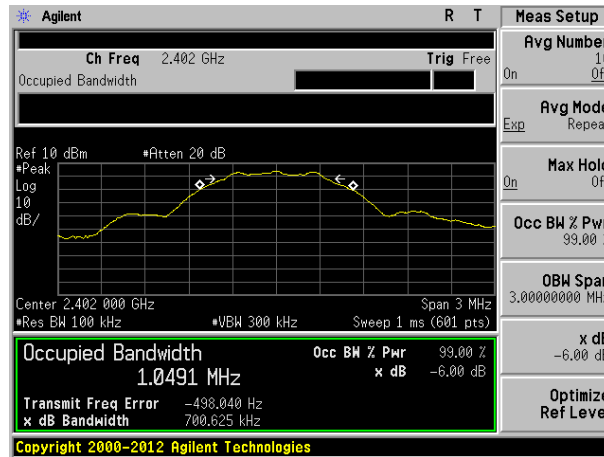 Agilent R T Meas Setup
Ch Freq 2.402 GHz Trig Free
Occupied Bandwidth
Ref 10 dBm #Atten 20 dB
#Peak
Log
10
dB/
Center 2.402 000 GHz Span 3 MHz
#Res BW 100 kHz #VBW 300 kHz Sweep 1 ms (601 pts)
Occupied Bandwidth
1.0491 MHz
Occ BW % Pwr 99.00 %
x dB -6.00 dB
Transmit Freq Error -498.040 Hz
x dB Bandwidth 700.625 kHz
Copyright 2000-2012 Agilent Technologies
Avg Number
On
Avg Mode
Exp Repea
Max Hold
On Of
Occ BW % Pwr
99.00
OBW Span
3.00000000 MH
x dB
-6.00 dB
Optimize
Ref Level